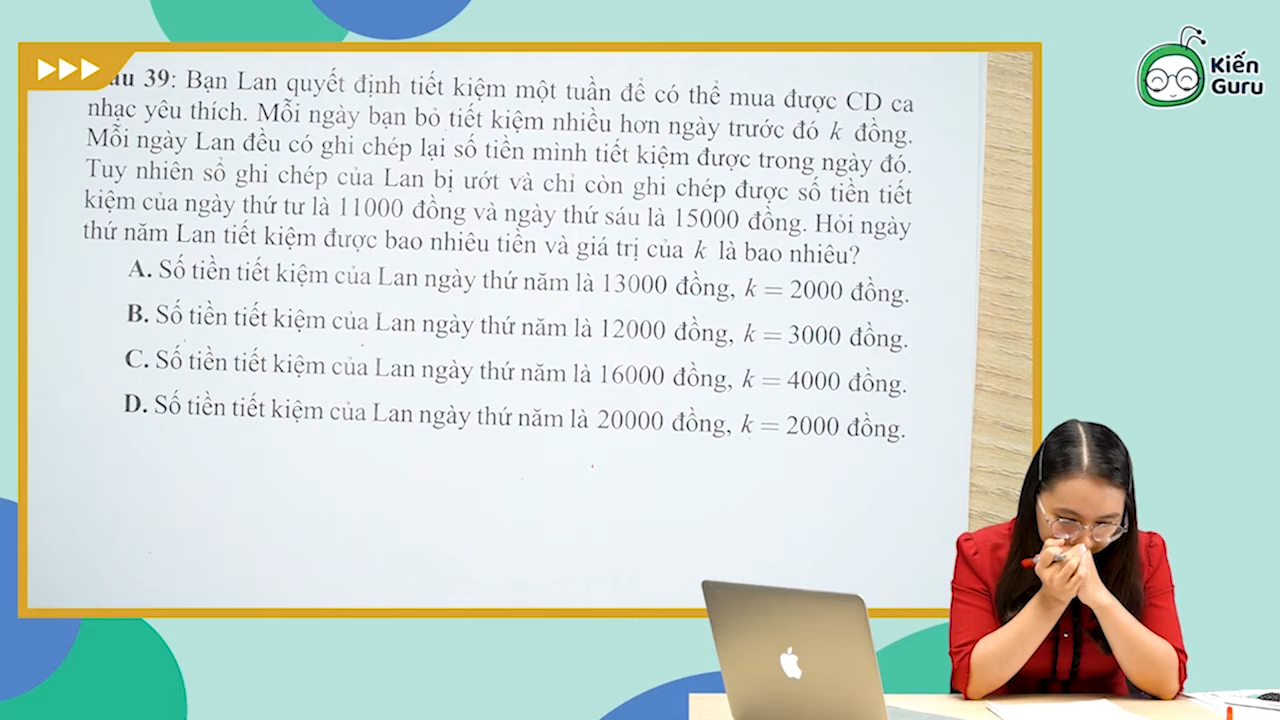 Kiến
Guru
âu 39: Bạn Lan quyết định tiết kiệm một tuần để có thể mua được CD ca
nhạc yêu thích. Mỗi ngày bạn bỏ tiết kiệm nhiều hơn ngày trước đó k đồng.
Mỗi ngày Lan đều có ghi chép lại số tiền mình tiết kiệm được trong ngày đó.
Tuy nhiên sổ ghi chép của Lan bị ướt và chỉ còn ghi chép được số tiền tiết
kiệm của ngày thứ tư là 11000 đồng và ngày thứ sáu là 15000 đồng. Hỏi ngày
thứ năm Lan tiết kiệm được bao nhiêu tiền và giá trị của k là bao nhiêu?
A. Số tiền tiết kiệm của Lan ngày thứ năm là 13000 đồng, k = 2000 đồng.
B. Số tiền tiết kiệm của Lan ngày thứ năm là 12000 đồng, k = 3000 đồng.
C. Số tiền tiết kiệm của Lan ngày thứ năm là 16000 đồng, k = 4000 đồng.
D. Số tiền tiết kiệm của Lan ngày thứ năm là 20000 đồng, k = 2000 đồng.